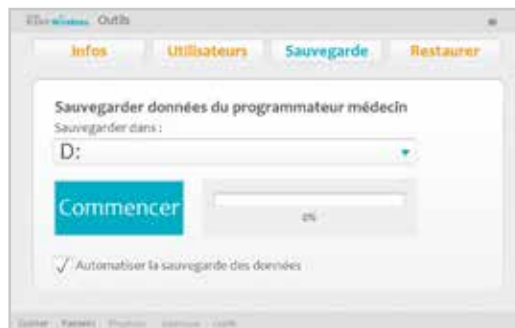 Outils
Infos Utilisateurs Sauvegarde Restaurer
Sauvegarder données du programmateur médecin
Sauvegarder dans :
D:
Commencer
0%
Automatiser la sauvegarde des données